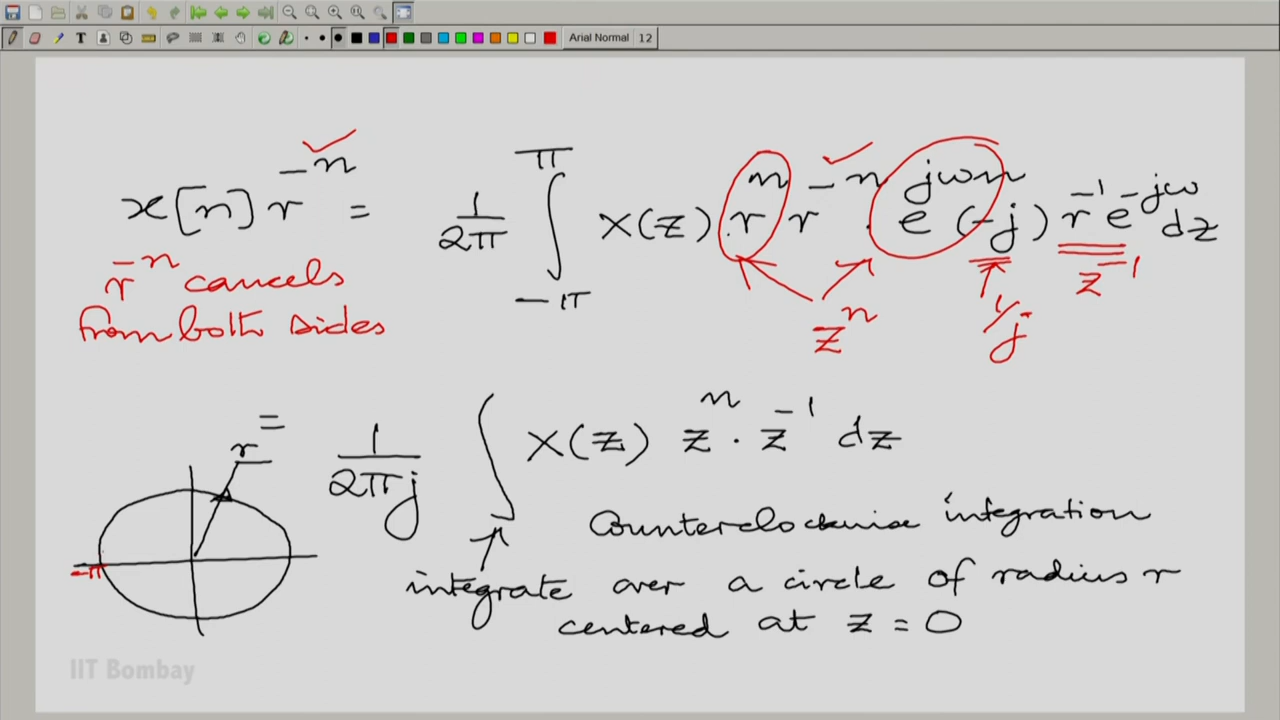 Arial Normal 12
x[n] r^{-n} = 1/2π ∫_{-π}^{π} X(z) . r^n r^{-n} . e^{jωn} (-j) r^{-1} e^{-jω} dz
r^{-n} cancels
from both sides
z^n 1/j z^{-1}
= 1/2πj ∫ X(z) z^n . z^{-1} dz
r
-π
Counterclockwise integration
integrate over a circle of radius r
centered at z = 0
IIT Bombay